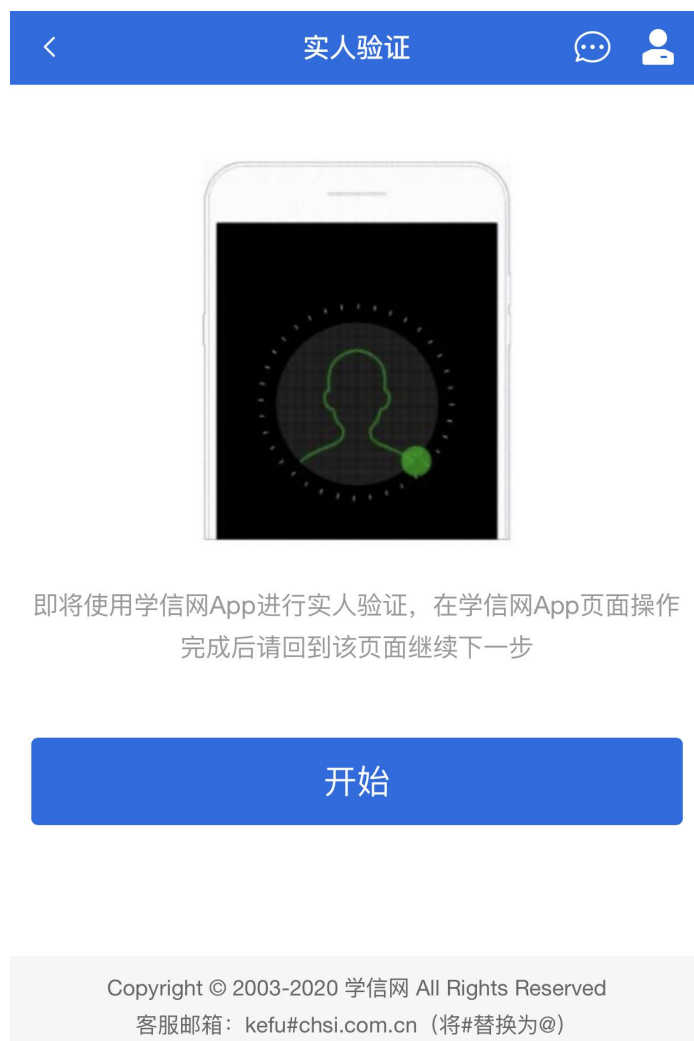 实人验证
即将使用学信网App进行实人验证，在学信网App页面操作
完成后请回到该页面继续下一步
开始
Copyright © 2003-2020 学信网 All Rights Reserved
客服邮箱：kefu#chsi.com.cn（将#替换为@）